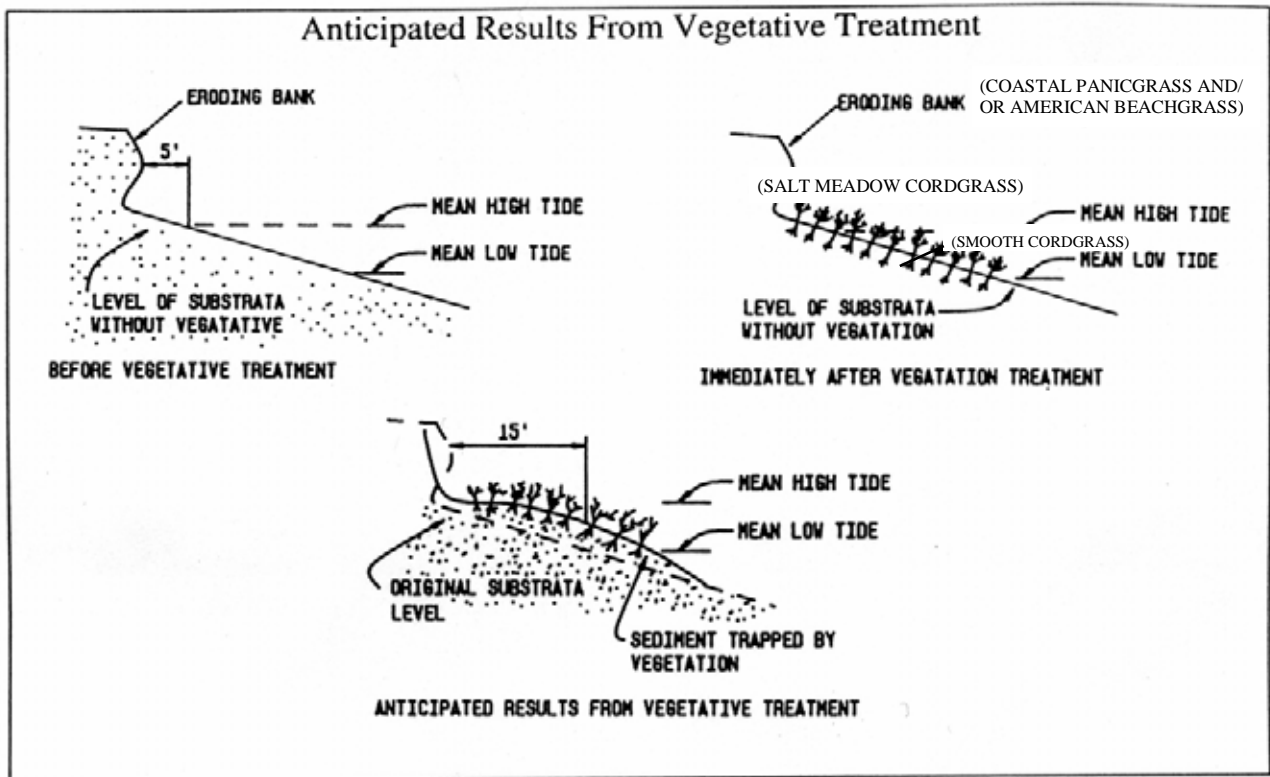 Anticipated Results From Vegetative Treatment
ERODING BANK
5'
MEAN HIGH TIDE
MEAN LOW TIDE
LEVEL OF SUBSTRATA
WITHOUT VEGATATIVE
BEFORE VEGETATIVE TREATMENT
ERODING BANK
(COASTAL PANICGRASS AND/
OR AMERICAN BEACHGRASS)
(SALT MEADOW CORDGRASS)
MEAN HIGH TIDE
(SMOOTH CORDGRASS)
MEAN LOW TIDE
LEVEL OF SUBSTRATA
WITHOUT VEGATATION
IMMEDIATELY AFTER VEGATATION TREATMENT
15'
MEAN HIGH TIDE
MEAN LOW TIDE
ORIGINAL SUBSTRATA
LEVEL
SEDIMENT TRAPPED BY
VEGETATION
ANTICIPATED RESULTS FROM VEGETATIVE TREATMENT